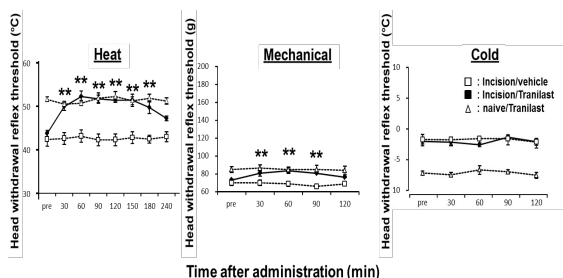 Heat
Head withdrawal reflex threshold (°C)
60
50
40
30
** ** ** ** ** **
pre 30 60 90 120 150 180 240
Mechanical
Head withdrawal reflex threshold (g)
200
180
160
140
120
100
80
60
** ** **
pre 30 60 90 120
Cold
Head withdrawal reflex threshold (°C)
10
5
0
-5
10
pre 30 60 90 120
: Incision/vehicle
: Incision/Tranilast
: naive/Tranilast
Time after administration (min)